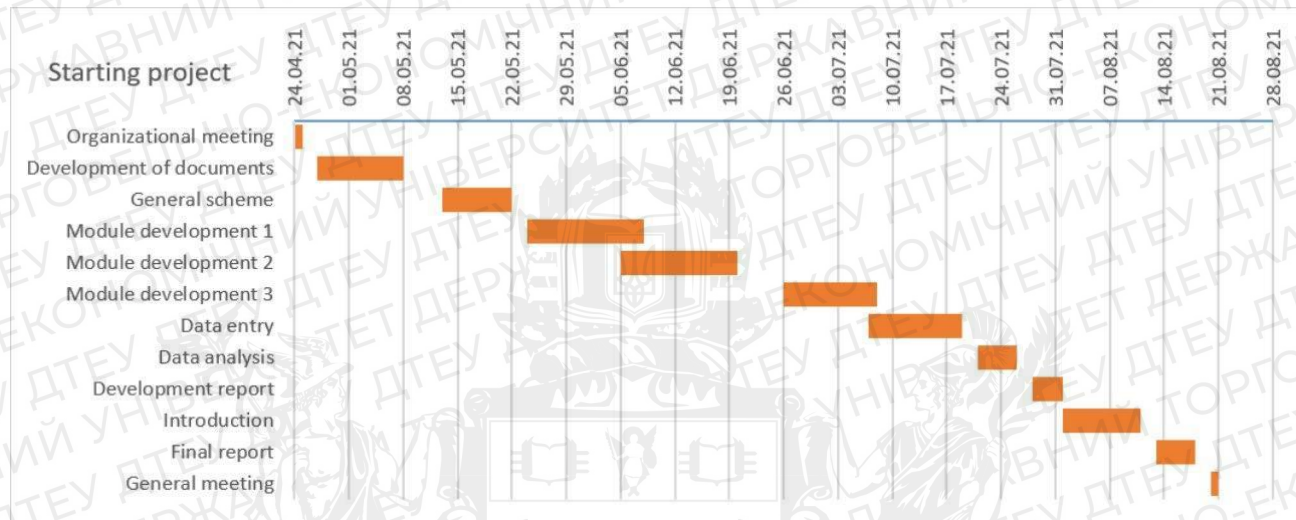 Starting project
24.04.21
01.05.21
08.05.21
15.05.21
22.05.21
29.05.21
05.06.21
12.06.21
19.06.21
26.06.21
03.07.21
10.07.21
17.07.21
24.07.21
31.07.21
07.08.21
14.08.21
21.08.21
28.08.21
Organizational meeting
Development of documents
General scheme
Module development 1
Module development 2
Module development 3
Data entry
Data analysis
Development report
Introduction
Final report
General meeting